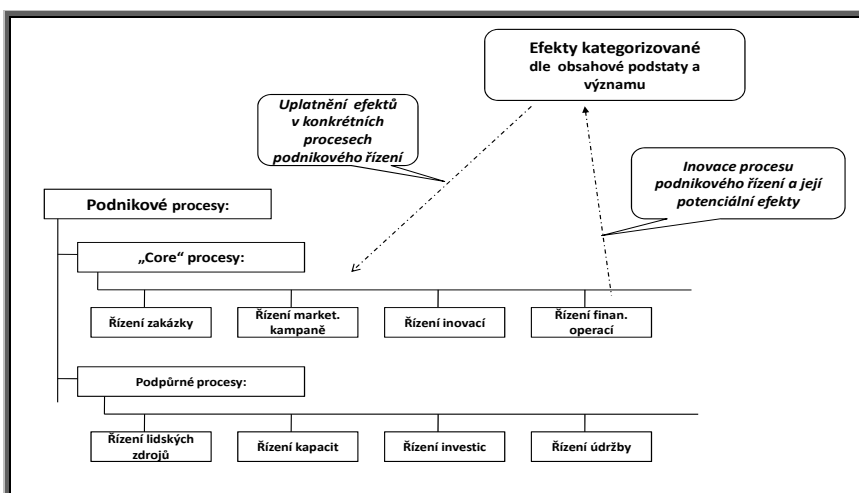 Efekty kategorizované
dle obsahové podstaty a
významu
Uplatnění efektů
v konkrétních
procesech
podnikového řízení
Inovace procesu
podnikového řízení a její
potenciální efekty
Podnikové procesy:
„Core“ procesy:
Řízení zakázky
Řízení market.
kampaně
Řízení inovací
Řízení finan.
operací
Podpůrné procesy:
Řízení lidských
zdrojů
Řízení kapacit
Řízení investic
Řízení údržby